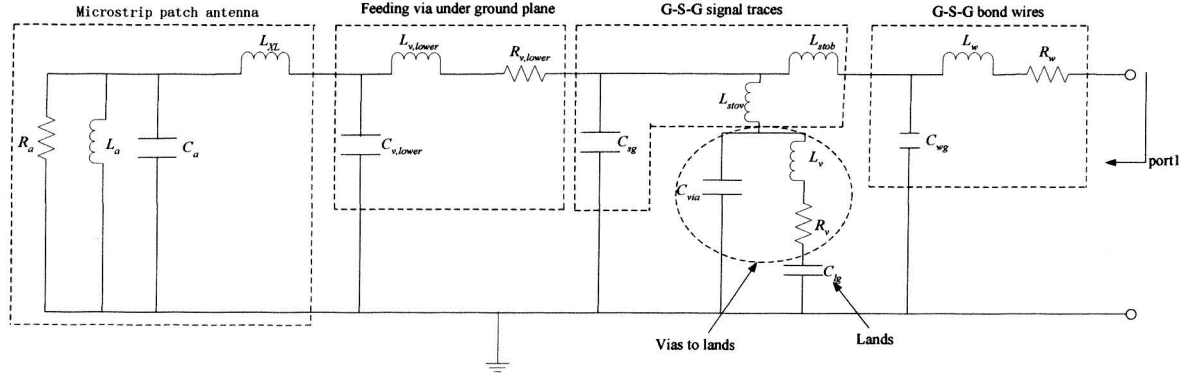 Microstrip patch antenna
Feeding via under ground plane
G-S-G signal traces
G-S-G bond wires
L_XL
L_v,lower
R_v,lower
L_stob
L_w
R_w
L_stov
R_a
L_a
C_a
C_v,lower
C_sg
L_v
C_wg
port1
C_via
R_v
C_lg
Vias to lands
Lands